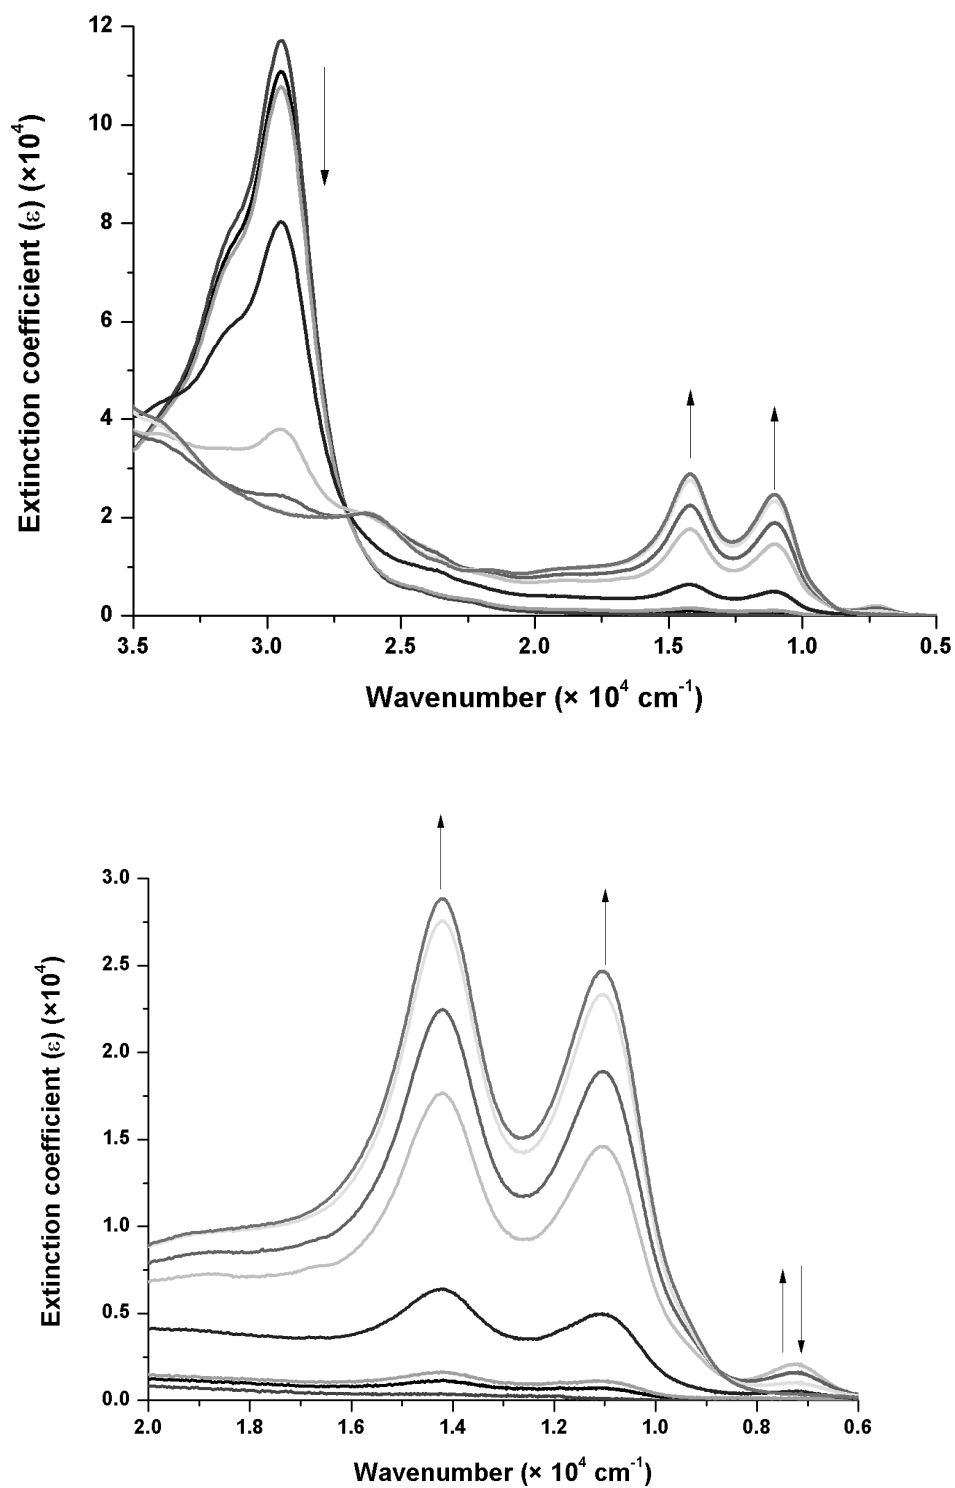 12
10
8
6
4
2
0
Extinction coefficient (ε) (×10⁴)
3.5 3.0 2.5 2.0 1.5 1.0 0.5
Wavenumber (× 10⁴ cm⁻¹)
3.0
2.5
2.0
1.5
1.0
0.5
0.0
Extinction coefficient (ε) (×10⁴)
2.0 1.8 1.6 1.4 1.2 1.0 0.8 0.6
Wavenumber (× 10⁴ cm⁻¹)